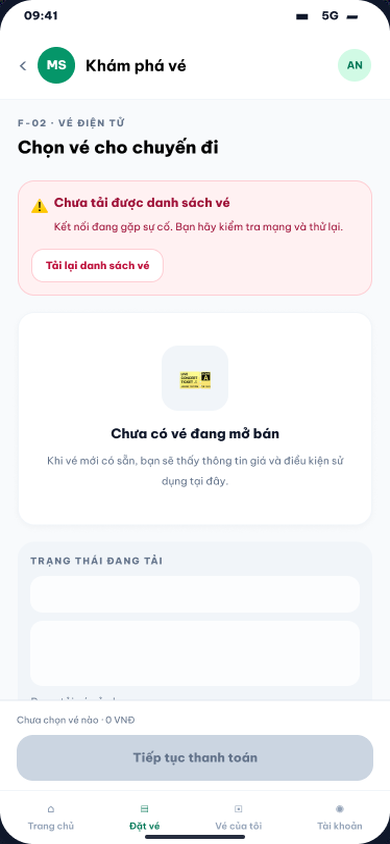 09:41
5G
MS
Khám phá vé
AN
F-02 · VÉ ĐIỆN TỬ
Chọn vé cho chuyến đi
Chưa tải được danh sách vé
Kết nối đang gặp sự cố. Bạn hãy kiểm tra mạng và thử lại.
Tải lại danh sách vé
Chưa có vé đang mở bán
Khi vé mới có sẵn, bạn sẽ thấy thông tin giá và điều kiện sử
dụng tại đây.
TRẠNG THÁI ĐANG TẢI
Chưa chọn vé nào · 0 VNĐ
Tiếp tục thanh toán
Trang chủ
Đặt vé
Vé của tôi
Tài khoản